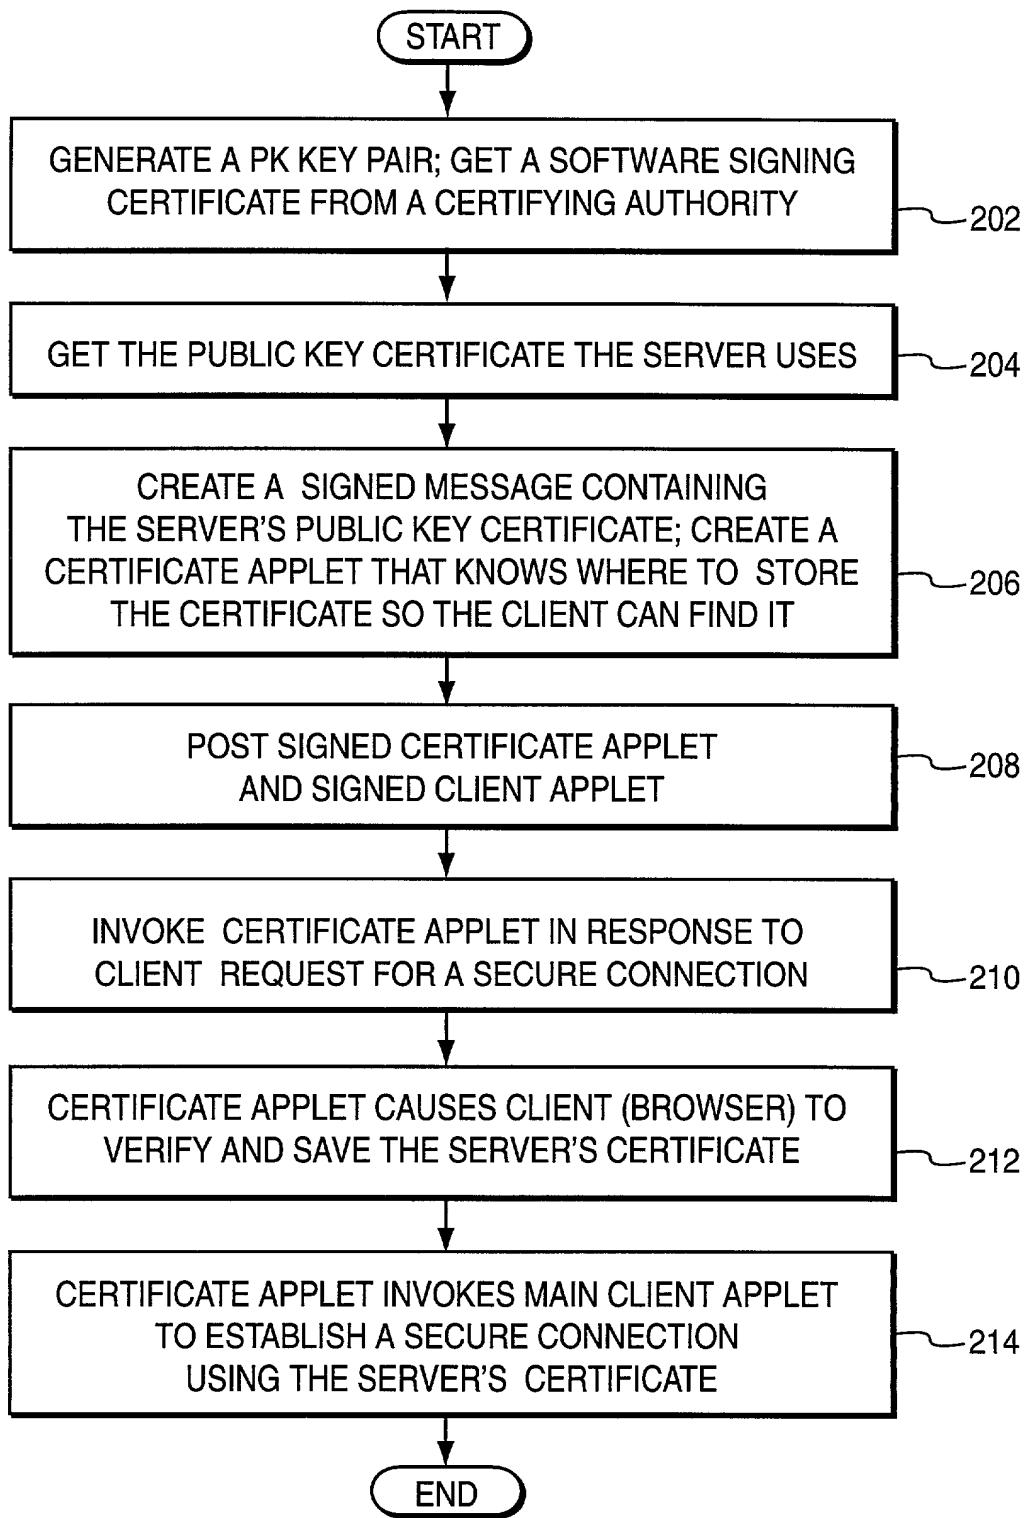 START
GENERATE A PK KEY PAIR; GET A SOFTWARE SIGNING
CERTIFICATE FROM A CERTIFYING AUTHORITY
202
GET THE PUBLIC KEY CERTIFICATE THE SERVER USES
204
CREATE A SIGNED MESSAGE CONTAINING
THE SERVER'S PUBLIC KEY CERTIFICATE; CREATE A
CERTIFICATE APPLET THAT KNOWS WHERE TO STORE
THE CERTIFICATE SO THE CLIENT CAN FIND IT
206
POST SIGNED CERTIFICATE APPLET
AND SIGNED CLIENT APPLET
208
INVOKE CERTIFICATE APPLET IN RESPONSE TO
CLIENT REQUEST FOR A SECURE CONNECTION
210
CERTIFICATE APPLET CAUSES CLIENT (BROWSER) TO
VERIFY AND SAVE THE SERVER'S CERTIFICATE
212
CERTIFICATE APPLET INVOKES MAIN CLIENT APPLET
TO ESTABLISH A SECURE CONNECTION
USING THE SERVER'S CERTIFICATE
214
END